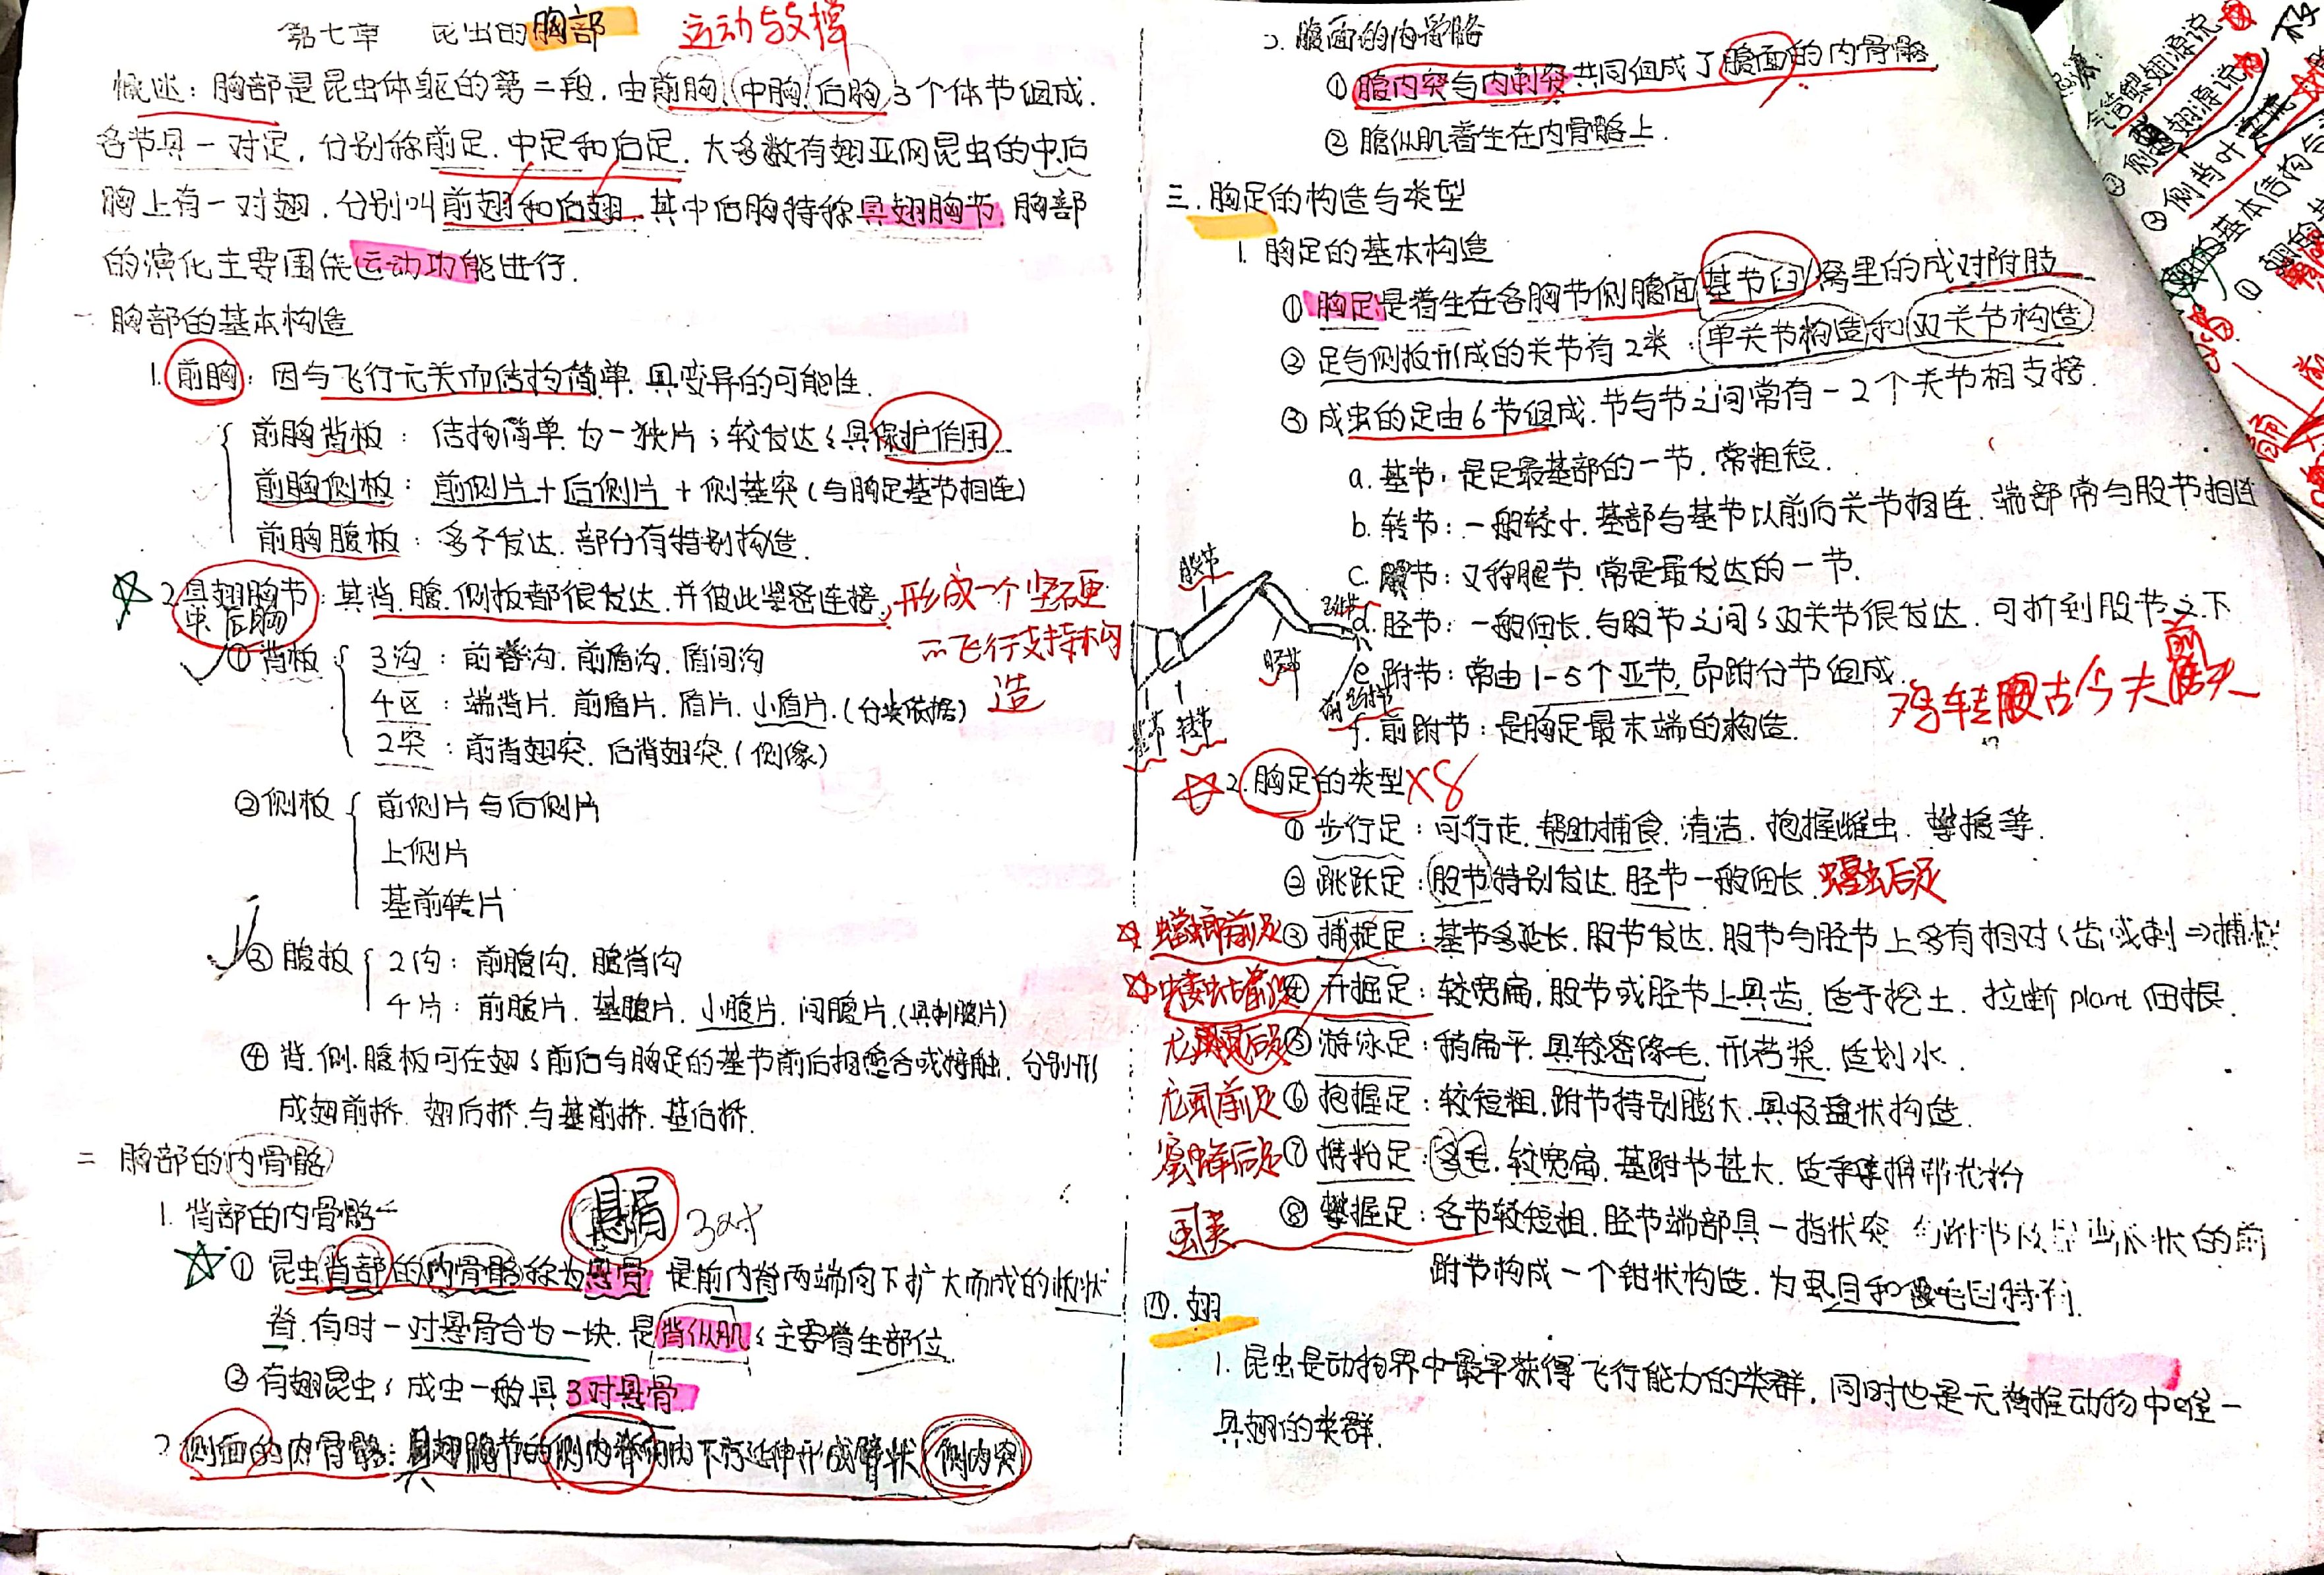 第七章 昆虫的胸部 运动与支撑
概述：胸部是昆虫体躯的第二段，由前胸、中胸、后胸3个体节组成.
各节具一对足，分别称前足、中足和后足。大多数有翅亚网昆虫的中后
胸上有一对翅，分别叫前翅和后翅，其中后胸特称具翅胸节，胸部
的演化主要围绕运动功能进行.
一 胸部的基本构造
1. 前胸：因与飞行无关而结构简单，具变异的可能性.
前胸背板：结构简单，为一狭片；较发达；具保护作用
前胸侧板：前侧片+后侧片+侧基突（与胸足基节相连）
前胸腹板：多不发达，部分有特别构造.
2. 具翅胸节：其背、腹、侧板都很发达，并彼此紧密连接，形成一个坚硬
中、后胸
飞行支持构
造
① 背板 3沟：前脊沟、前盾沟、盾间沟
4区：端背片、前盾片、盾片、小盾片.（分类依据）
2突：前背翅突、后背翅突.（侧缘）
② 侧板 前侧片与后侧片
上侧片
基前转片
③ 腹板 2内：前腹沟、腹脊沟
4片：前腹片、基腹片、小腹片、间腹片.（具刺腹片）
④ 背、侧、腹板可在翅前后与胸足的基节前后相愈合或接触，分别形
成翅前桥、翅后桥与基前桥、基后桥.
二 胸部的内骨骼
1. 背部的内骨骼 悬骨 3对
① 昆虫背部的内骨骼称为悬骨 是前内脊两端向下扩大而成的板状
脊，有时一对悬骨合为一块，是背纵肌主要着生部位
② 有翅昆虫成虫一般具3对悬骨
2. 侧面的内骨骼：具翅胸节的侧内脊向内下方延伸形成臂状侧内突
3. 腹面的内骨骼
① 腹内突与内刺突共同组成了腹面的内骨骼
② 腹纵肌着生在内骨骼上.
三. 胸足的构造与类型
1. 胸足的基本构造
① 胸足是着生在各胸节侧腹面基节臼窝里的成对附肢
② 足与侧板形成的关节有2类：单关节构造和双关节构造
③ 成虫的足由6节组成，节与节之间常有一2个关节相支接.
a. 基节：是足最基部的一节，常粗短.
b. 转节：一般较小，基部与基节以前后关节相连，端部常与股节相连
c. 腿节：又称腿节，常是最发达的一节.
d. 胫节：一般细长，与股节之间双关节很发达，可折到股节之下
e. 跗节：常由1-5个亚节，即跗分节组成.
f. 前跗节：是胸足最末端的构造.
股节
胫节
前跗节
基节 转节
鸡转股古今夫前
2. 胸足的类型 ×8
① 步行足：可行走、帮助捕食、清洁、抱握雌虫、攀援等.
② 跳跃足：股节特别发达，胫节一般细长. 蝗虫后足
螳螂前足 ③ 捕捉足：基节多延长，股节发达，股节与胫节上多有相对齿或刺⇒捕
蝼蛄前足 ④ 开掘足：较宽扁，股节或胫节上具齿，适于挖土、拉断plant细根.
龙虱后足 ⑤ 游泳足：稍扁平，具较密缘毛，形若桨，适划水.
龙虱前足 ⑥ 抱握足：较短粗，跗节特别膨大，具吸盘状构造.
蜜蜂后足 ⑦ 携粉足：多毛，较宽扁，基跗节甚大，适于携带花粉
虱类 ⑧ 攀握足：各节较短粗，胫节端部具一指状突 状的前
跗节构成一个钳状构造，为虱目和 毛目特有.
四. 翅
1. 昆虫是动物界中最早获得飞行能力的类群，同时也是无脊椎动物中唯一
具翅的类群.
气管鳃翅源说
侧背翅源说
基本结构